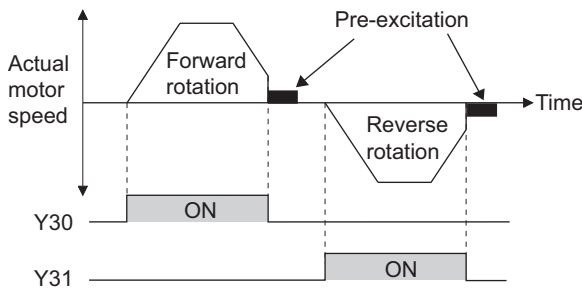 Pre-excitation
Actual
motor
speed
Forward
rotation
Time
Reverse
rotation
ON
Y30
ON
Y31